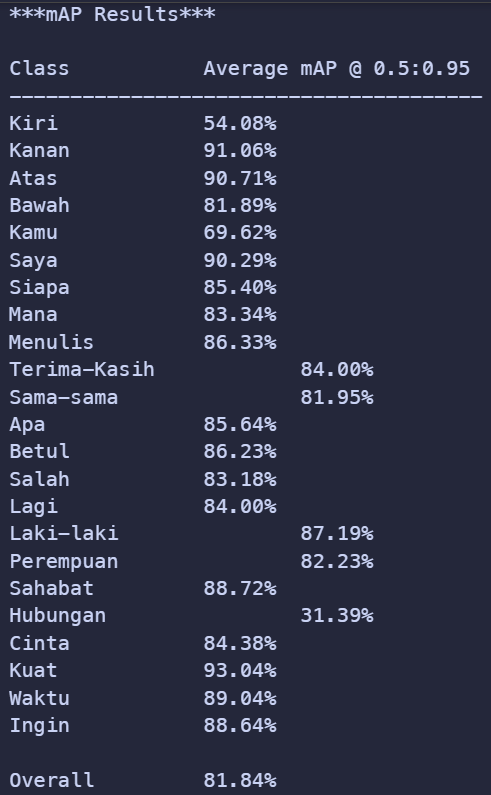 ***mAP Results***
Class Average mAP @ 0.5:0.95
---------------------------------------
Kiri 54.08%
Kanan 91.06%
Atas 90.71%
Bawah 81.89%
Kamu 69.62%
Saya 90.29%
Siapa 85.40%
Mana 83.34%
Menulis 86.33%
Terima-Kasih 84.00%
Sama-sama 81.95%
Apa 85.64%
Betul 86.23%
Salah 83.18%
Lagi 84.00%
Laki-laki 87.19%
Perempuan 82.23%
Sahabat 88.72%
Hubungan 31.39%
Cinta 84.38%
Kuat 93.04%
Waktu 89.04%
Ingin 88.64%
Overall 81.84%